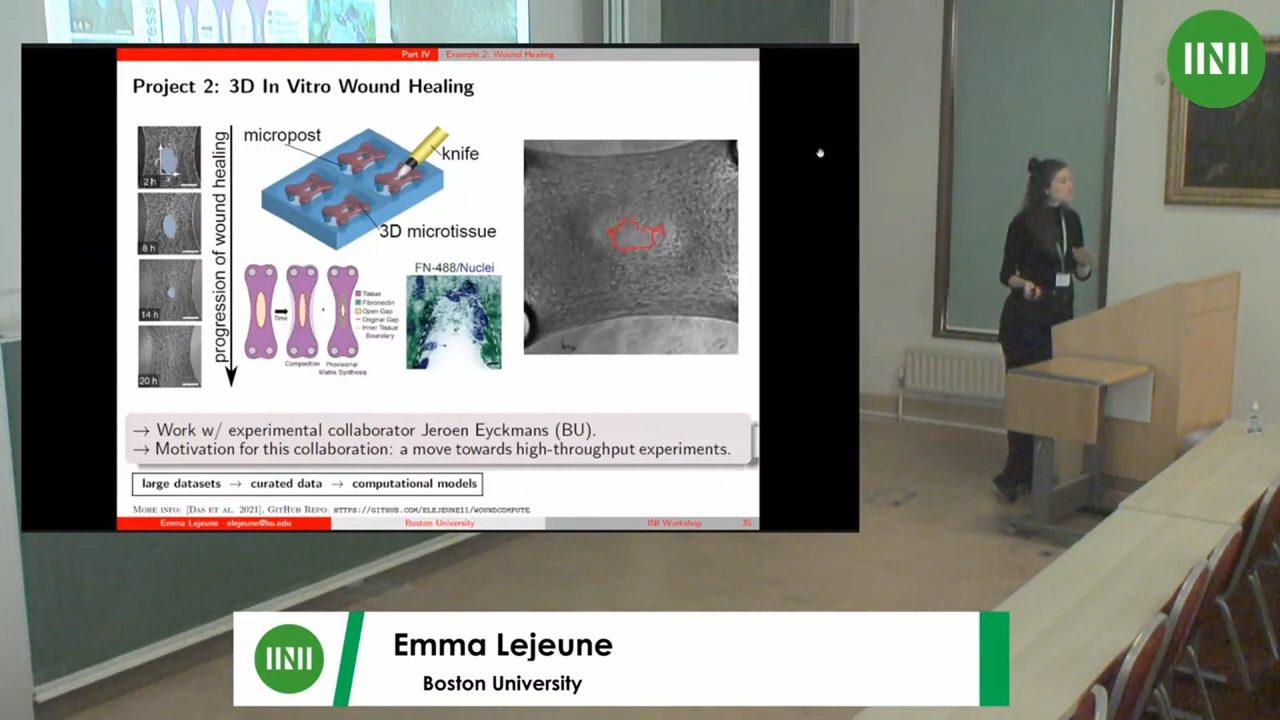 14 h
Part IV
Example 2: Wound Healing
Project 2: 3D In Vitro Wound Healing
2 h
8 h
14 h
20 h
progression of wound healing
micropost
knife
3D microtissue
Time
Compaction
Provisional
Matrix Synthesis
Tissue
Fibronectin
Open Gap
Original Gap
Inner Tissue
Boundary
FN-488/Nuclei
→ Work w/ experimental collaborator Jeroen Eyckmans (BU).
→ Motivation for this collaboration: a move towards high-throughput experiments.
large datasets → curated data → computational models
More info: [Das et al. 2021], GitHub Repo: HTTPS://GITHUB.COM/ELEJEUNE11/WOUNDCOMPUTE
Emma Lejeune - elejeune@bu.edu
Boston University
INI Workshop
35
INI
INI
Emma Lejeune
Boston University